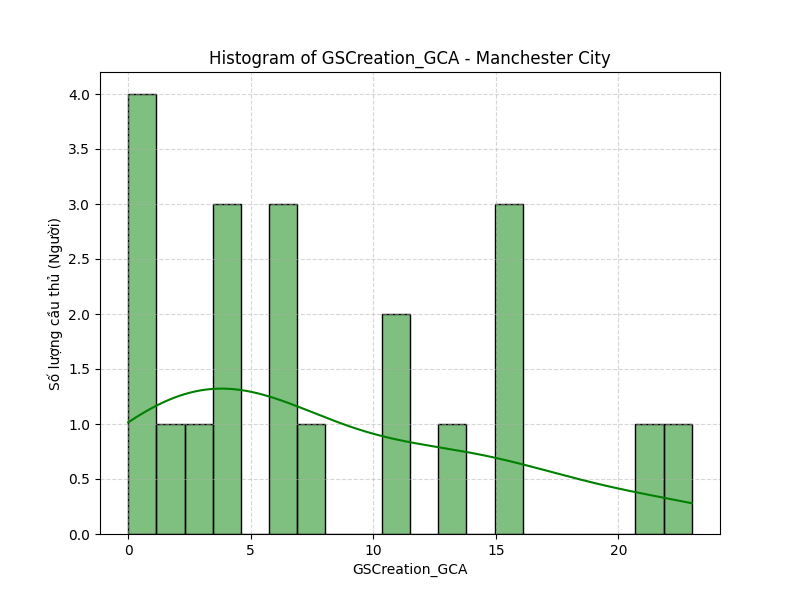 Histogram of GSCreation_GCA - Manchester City
4.0
3.5
3.0
2.5
2.0
1.5
1.0
0.5
0.0
Số lượng cầu thủ (Người)
0 5 10 15 20
GSCreation_GCA